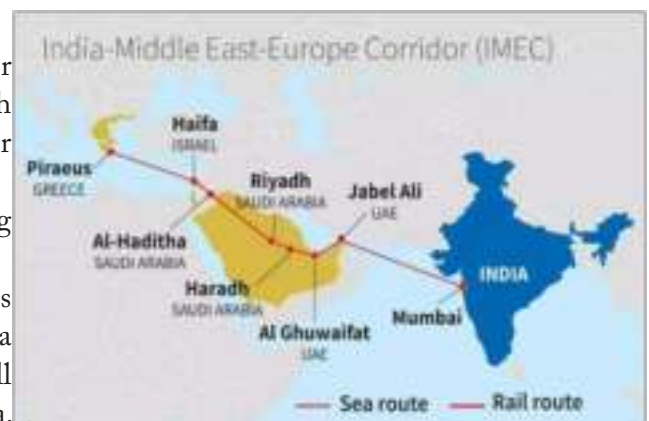 India-Middle East-Europe Corridor (IMEC)
Haifa
ISRAEL
Piraeus
GREECE
Riyadh
SAUDI ARABIA
Jabel Ali
UAE
Al-Haditha
SAUDI ARABIA
Haradh
SAUDI ARABIA
Al Ghuwaifat
UAE
INDIA
Mumbai
Sea route
Rail route